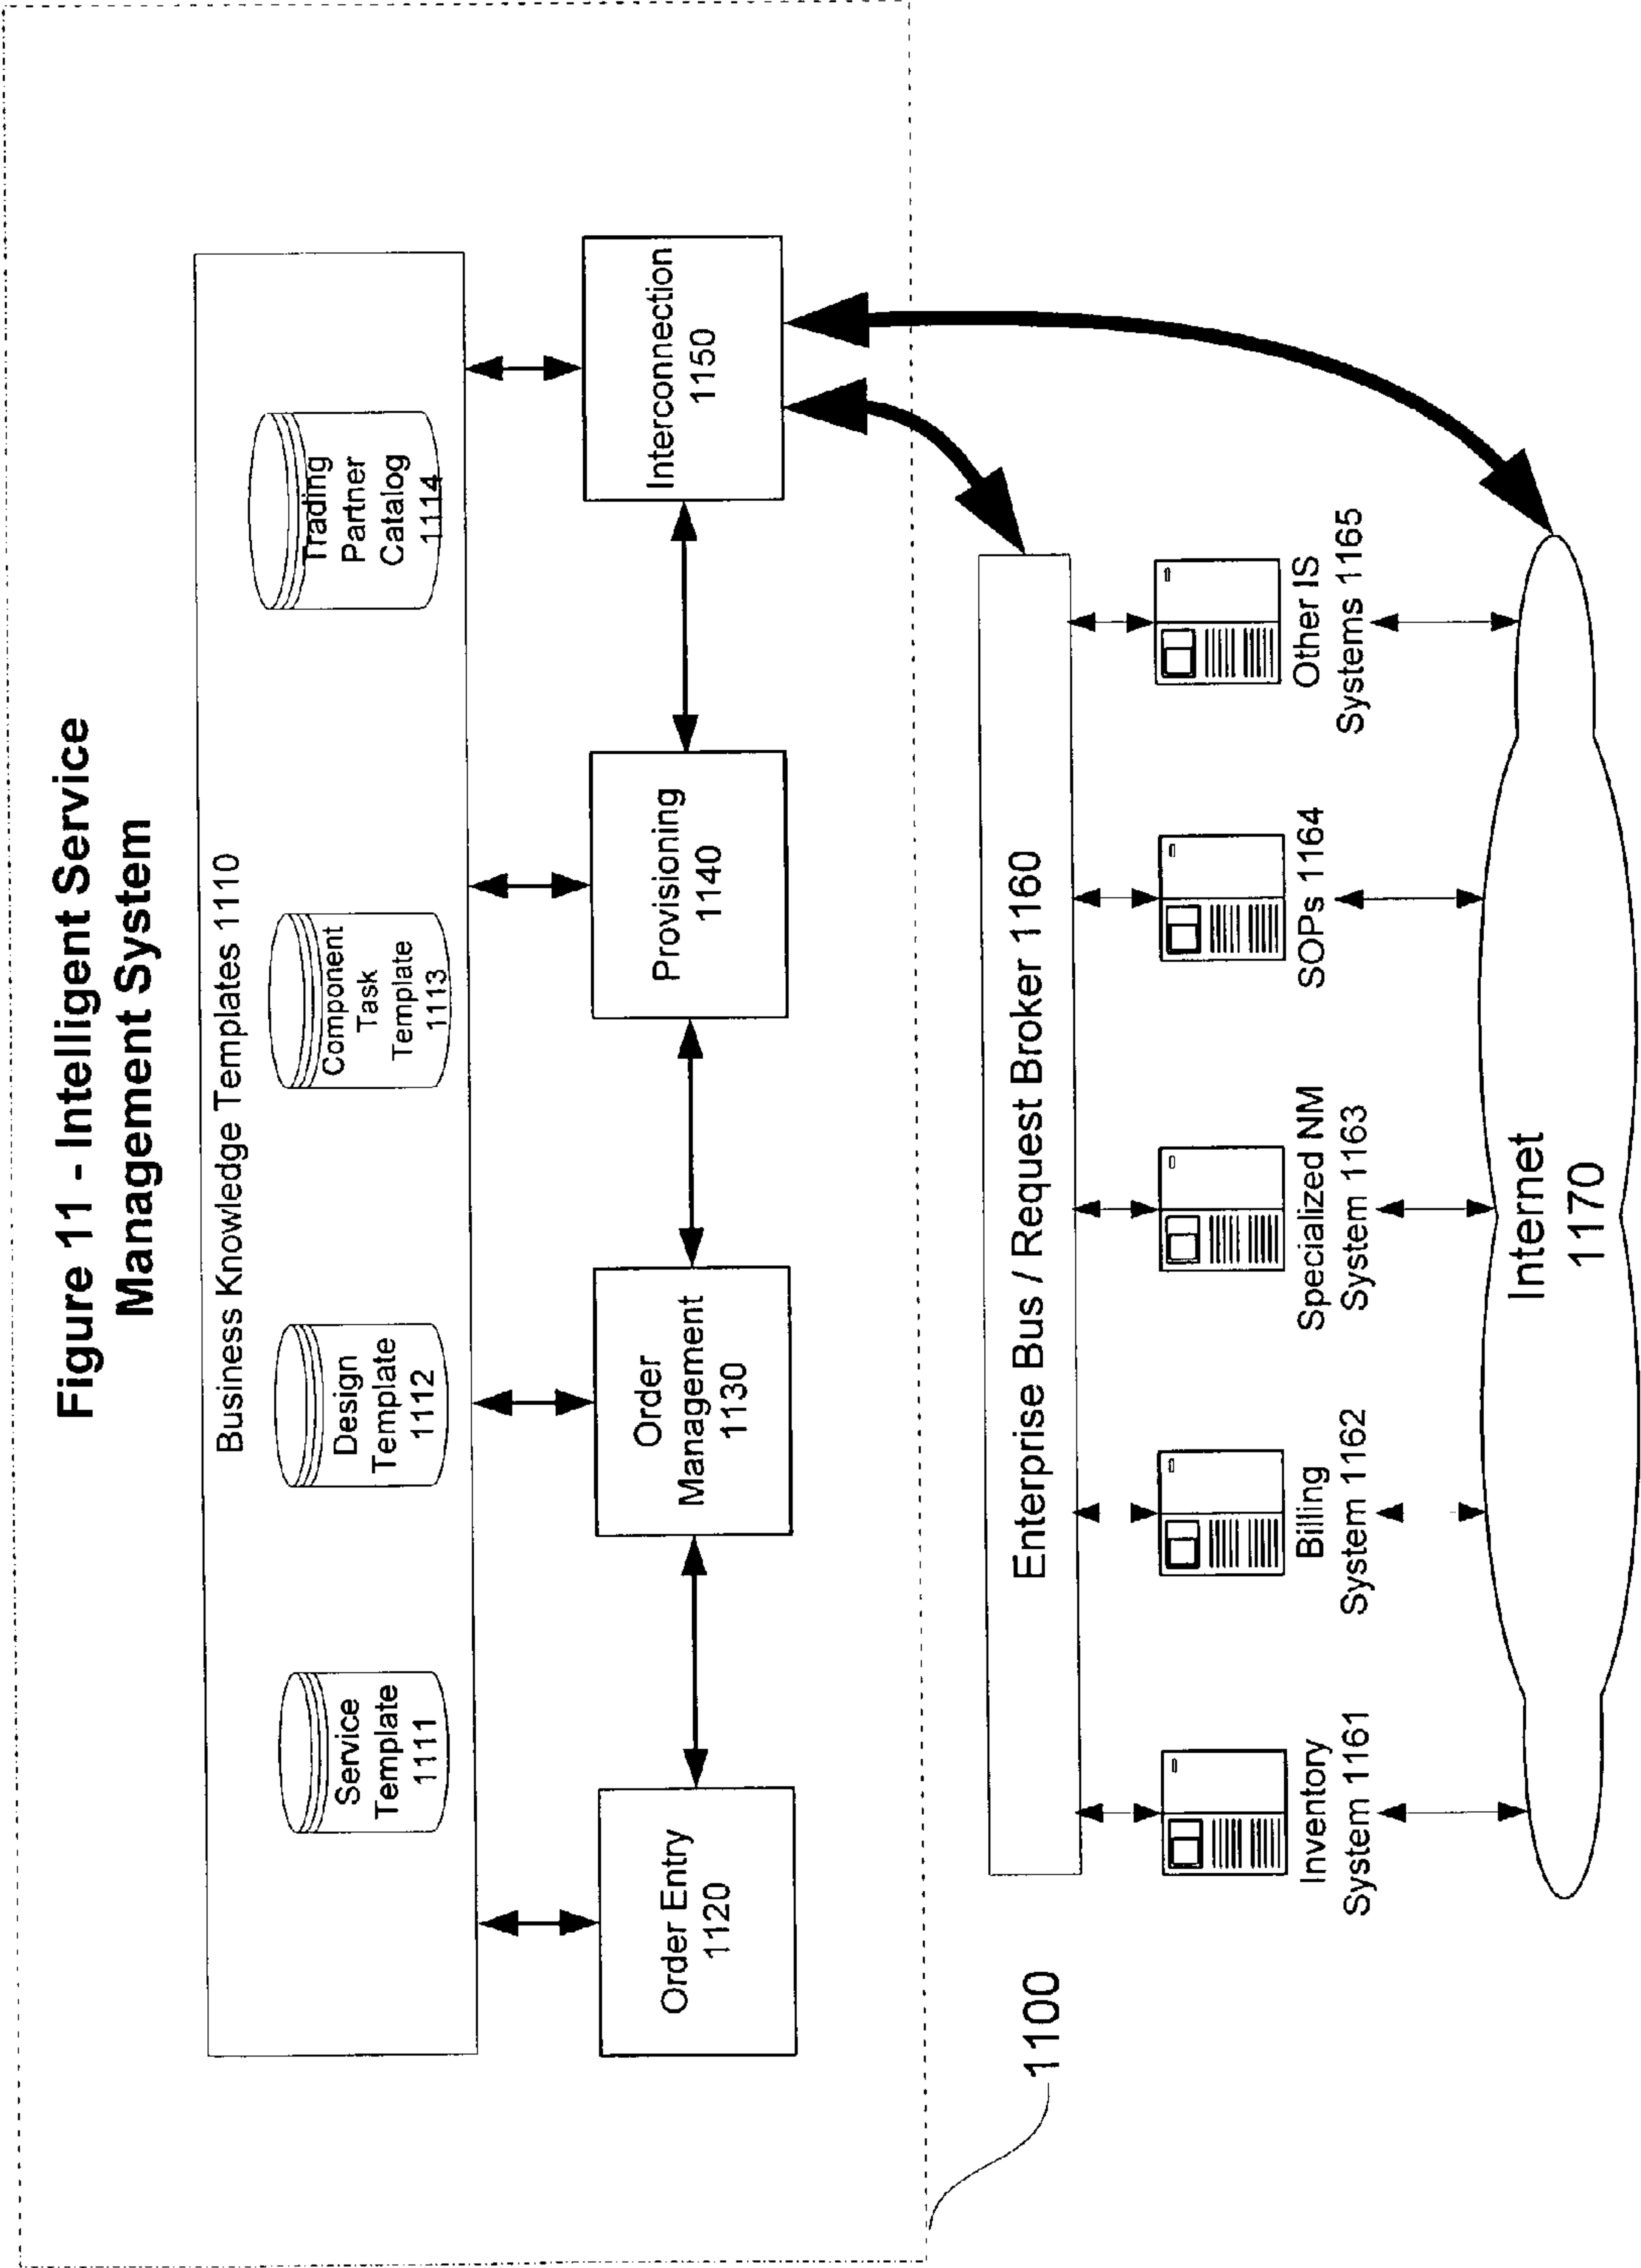 Figure 11 - Intelligent Service
Management System
Business Knowledge Templates 1110
Service
Template
1111
Design
Template
1112
Component
Task
Template
1113
Trading
Partner
Catalog
1114
Order Entry
1120
Order
Management
1130
Provisioning
1140
Interconnection
1150
1100
Enterprise Bus / Request Broker 1160
Inventory
System 1161
Billing
System 1162
Specialized NM
System 1163
SOPs 1164
Other IS
Systems 1165
Internet
1170